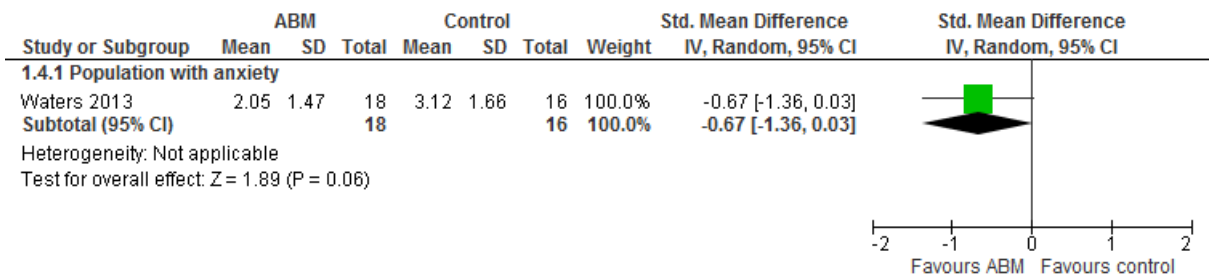 ABM Control Std. Mean Difference Std. Mean Difference
Study or Subgroup Mean SD Total Mean SD Total Weight IV, Random, 95% CI IV, Random, 95% CI
1.4.1 Population with anxiety
Waters 2013 2.05 1.47 18 3.12 1.66 16 100.0% -0.67 [-1.36, 0.03]
Subtotal (95% CI) 18 16 100.0% -0.67 [-1.36, 0.03]
Heterogeneity: Not applicable
Test for overall effect: Z = 1.89 (P = 0.06)
-2 -1 0 1 2
Favours ABM Favours control